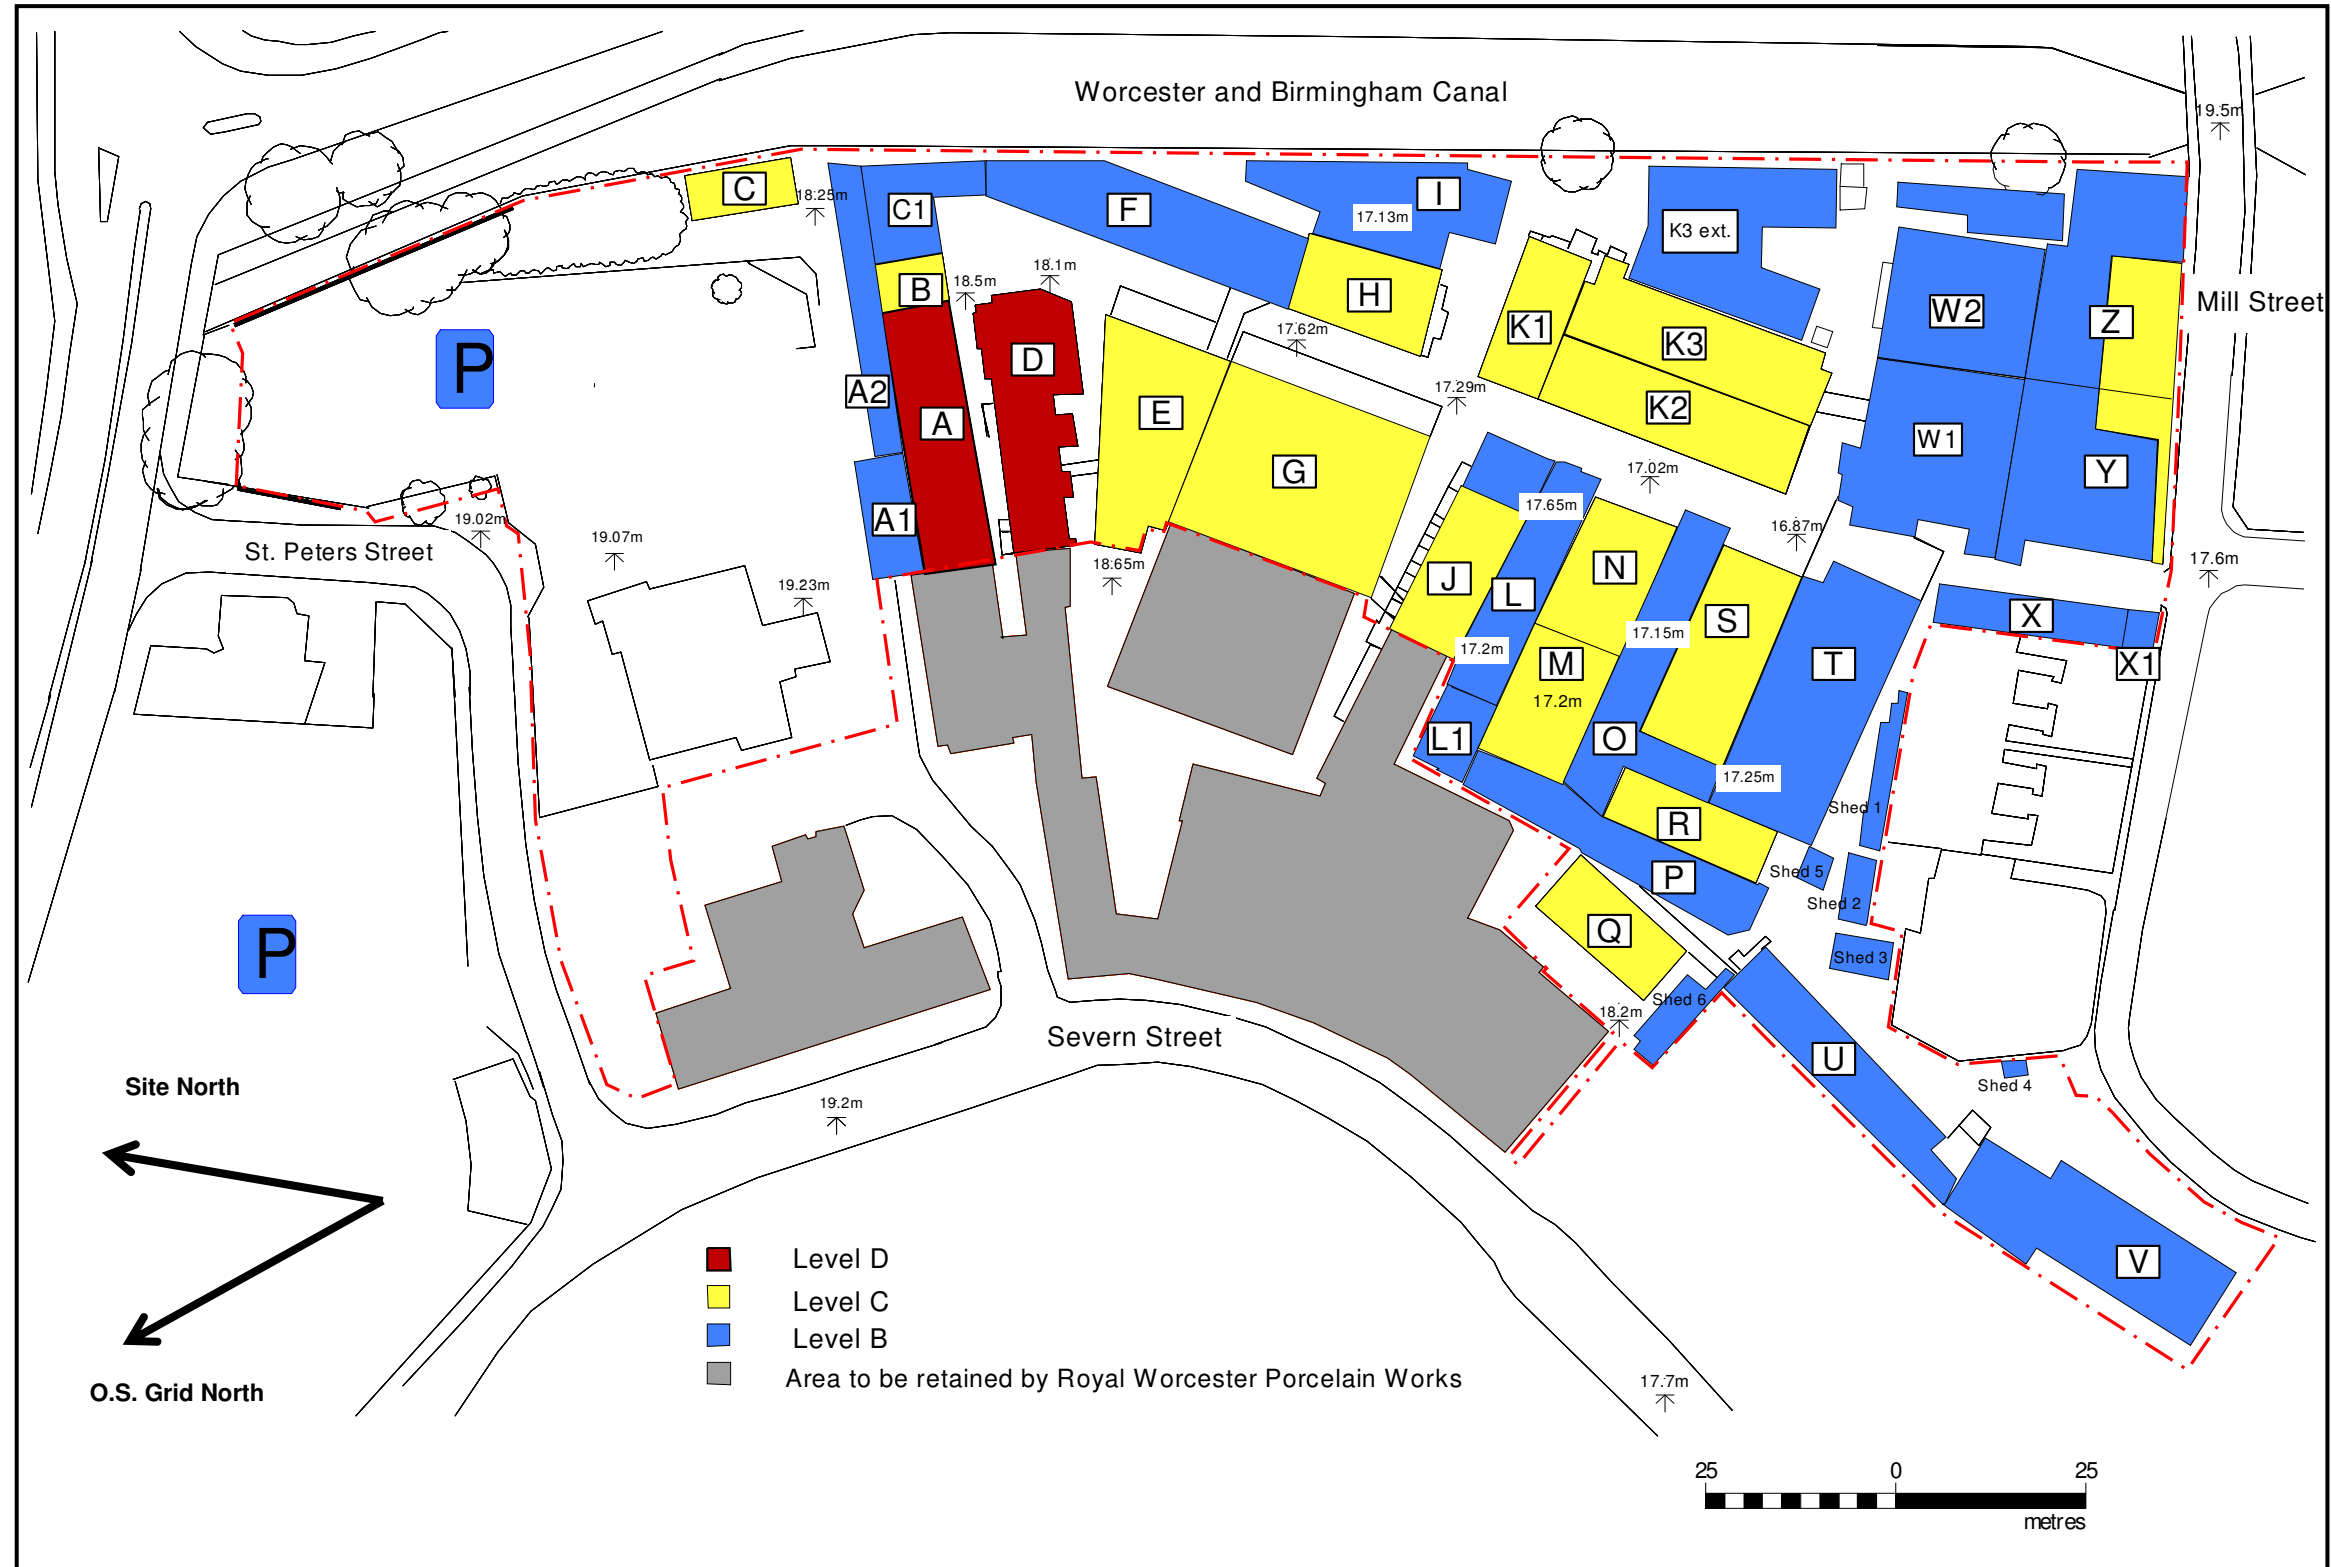 Worcester and Birmingham Canal
19.5m
C
18.25m
C1
F
I
17.13m
K3 ext.
B
18.5m
18.1m
H
Mill Street
W2
Z
K1
K3
17.62m
P
D
A2
A
E
17.29m
K2
W1
G
17.02m
Y
17.65m
A1
19.02m
16.87m
St. Peters Street
19.07m
18.65m
17.6m
19.23m
J
L
N
S
X
17.15m
17.2m
M
T
X1
17.2m
L1
O
17.25m
Shed 1
R
Shed 5
P
Shed 2
Q
P
Shed 3
Shed 6
18.2m
Severn Street
U
Site North
Shed 4
19.2m
Level D
V
Level C
Level B
Area to be retained by Royal Worcester Porcelain Works
O.S. Grid North
17.7m
25 0 25
metres